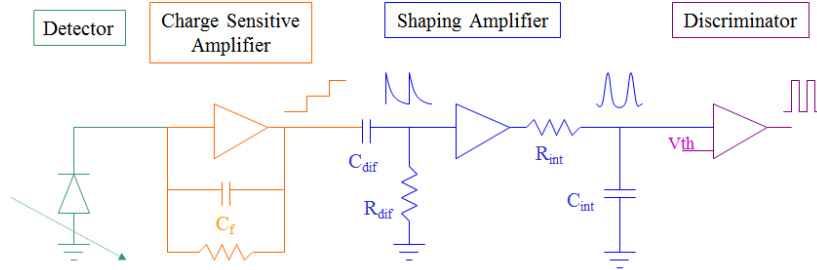 Detector
Charge Sensitive
Amplifier
Shaping Amplifier
Discriminator
Cdif
Rdif
Cf
Rint
Cint
Vth